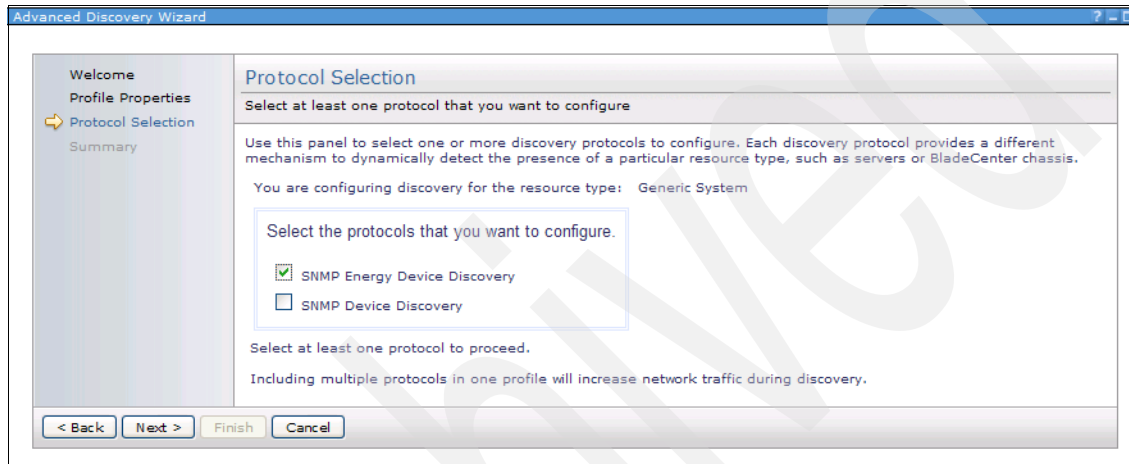 Advanced Discovery Wizard
? –
Welcome
Profile Properties
Protocol Selection
Summary
Protocol Selection
Select at least one protocol that you want to configure
Use this panel to select one or more discovery protocols to configure. Each discovery protocol provides a different
mechanism to dynamically detect the presence of a particular resource type, such as servers or BladeCenter chassis.
You are configuring discovery for the resource type: Generic System
Select the protocols that you want to configure.
SNMP Energy Device Discovery
SNMP Device Discovery
Select at least one protocol to proceed.
Including multiple protocols in one profile will increase network traffic during discovery.
< Back Next > Finish Cancel
hived